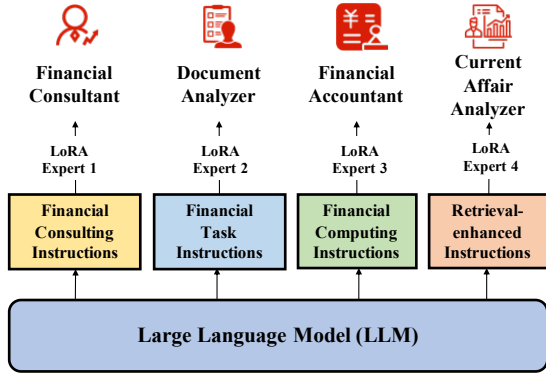 ¥
Financial
Consultant
Document
Analyzer
Financial
Accountant
Current
Affair
Analyzer
LoRA
Expert 1
LoRA
Expert 2
LoRA
Expert 3
LoRA
Expert 4
Financial
Consulting
Instructions
Financial
Task
Instructions
Financial
Computing
Instructions
Retrieval-
enhanced
Instructions
Large Language Model (LLM)